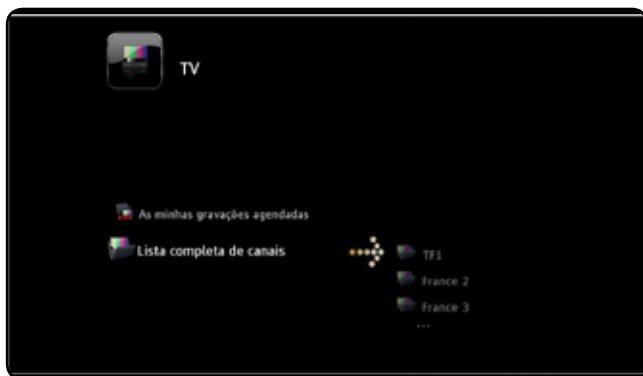 TV
As minhas gravações agendadas
Lista completa de canais
TF1
France 2
France 3
...